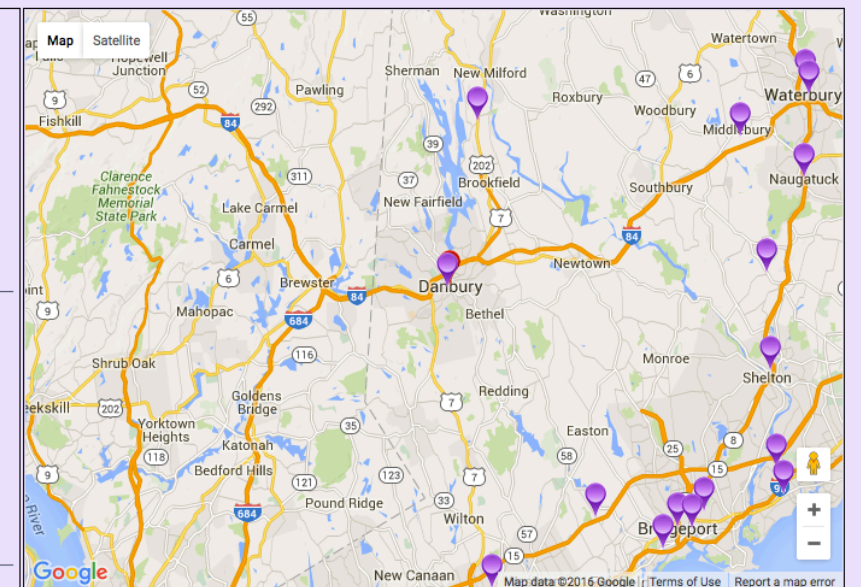 Map
Satellite
55
Washington
Watertown
Hopewell
Junction
Sherman
New Milford
47
6
9
52
Pawling
Roxbury
Waterbury
292
Woodbury
Fishkill
84
Middlebury
39
311
202
Clarence
Fahnestock
Memorial
State Park
37
Brookfield
Southbury
Naugatuck
New Fairfield
Lake Carmel
7
84
Carmel
Newtown
6
Brewster
Danbury
84
9
Mahopac
684
Bethel
116
Monroe
Shrub Oak
Shelton
Goldens
Bridge
Redding
202
7
Yorktown
Heights
35
Easton
8
Katonah
25
118
58
15
Bedford Hills
9
123
7
121
Pound Ridge
33
684
Wilton
Bridgeport
River
57
15
New Canaan
Google
Map data ©2016 Google
Terms of Use
Report a map error